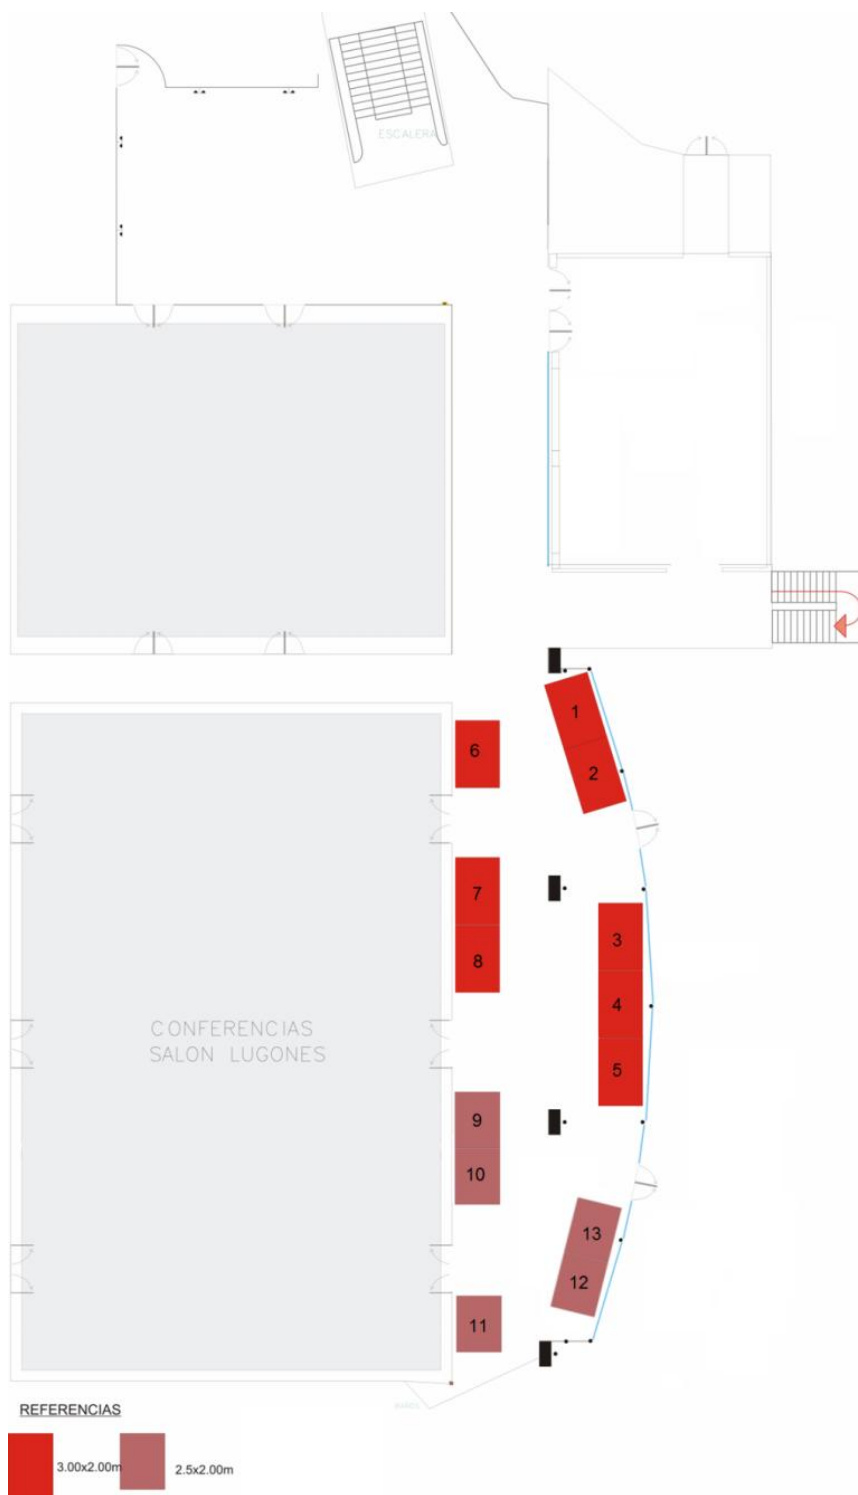 ESCALERA
1
2
6
7
3
8
4
CONFERENCIAS
SALON LUGONES
5
9
10
13
12
11
REFERENCIAS
3.00x2.00m
2.5x2.00m